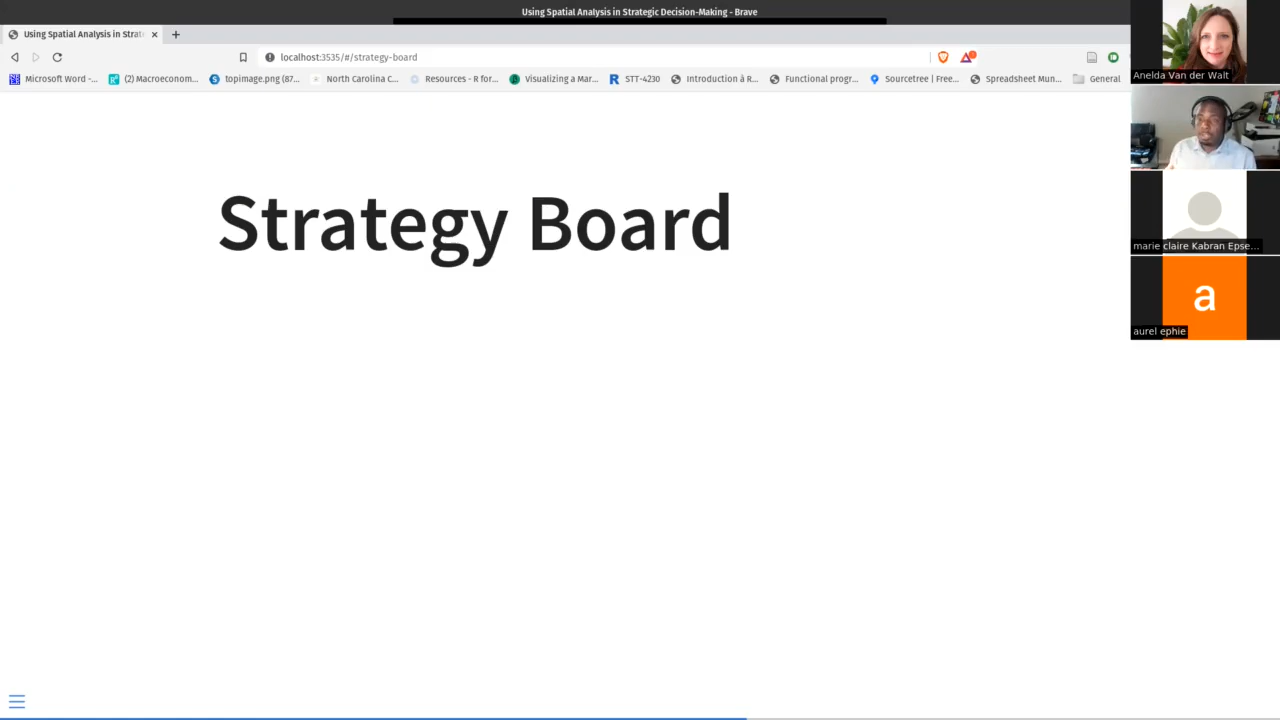 Using Spatial Analysis in Strategic Decision-Making - Brave
Using Spatial Analysis in Strate
localhost:3535/#/strategy-board
Microsoft Word -...
(2) Macroeconom...
topimage.png (87...
North Carolina C...
Resources - R for...
Visualizing a Mar...
STT-4230
Introduction à R...
Functional progr...
Sourcetree | Free...
Spreadsheet Mun...
General
Anelda Van der Walt
Strategy Board
marie claire Kabran Epse...
a
aurel ephie